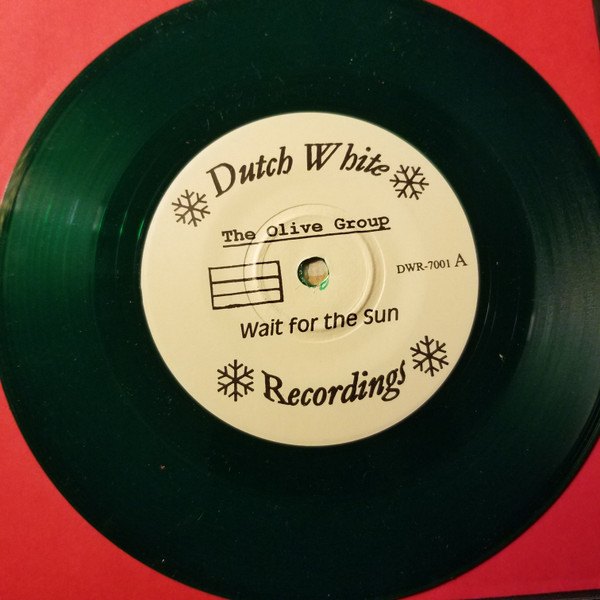 Dutch White
The Olive Group
DWR-7001 A
Wait for the Sun
Recordings